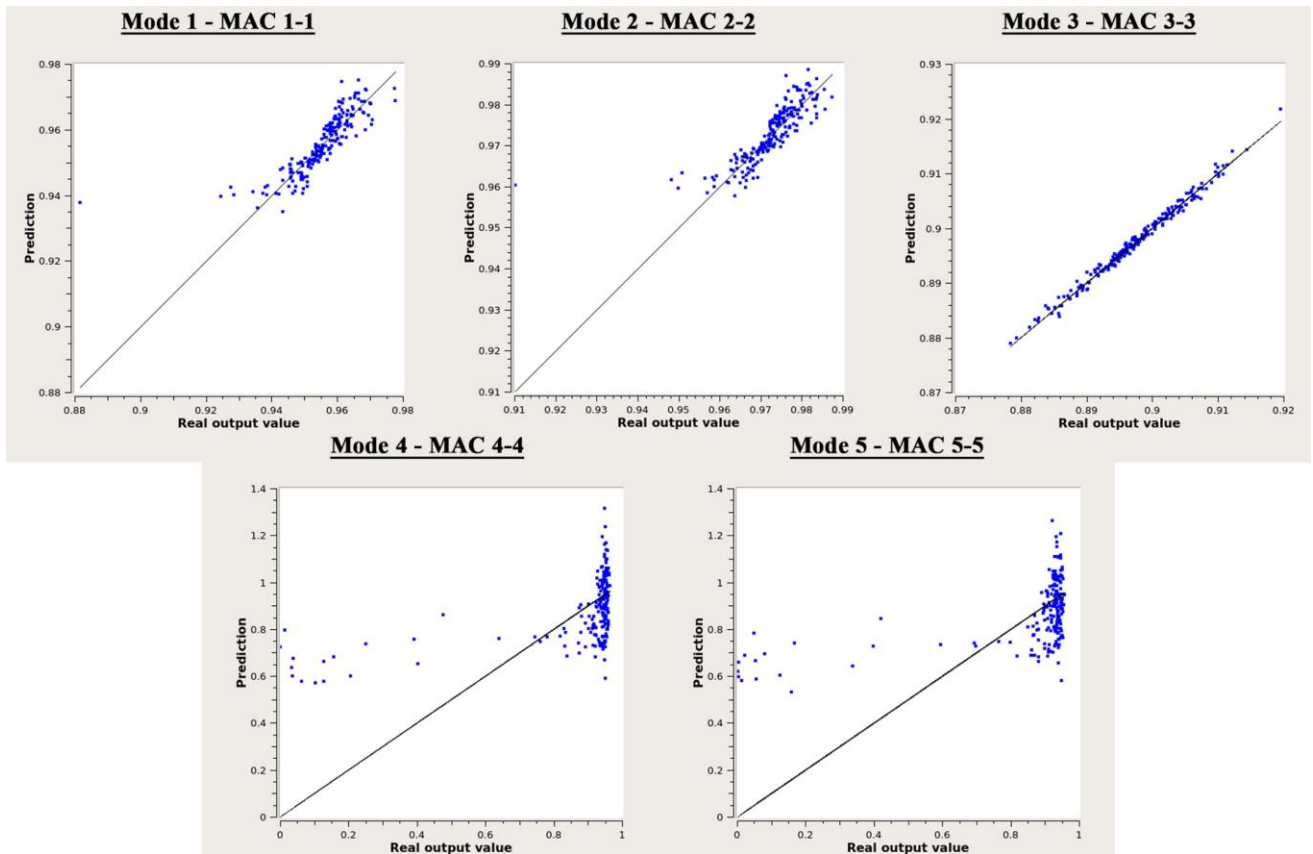 Mode 1 - MAC 1-1
Mode 2 - MAC 2-2
Mode 3 - MAC 3-3
0.98
0.96
0.94
0.92
0.9
0.88
Prediction
0.88 0.9 0.92 0.94 0.96 0.98
Real output value
0.99
0.98
0.97
0.96
0.95
0.94
0.93
0.92
0.91
Prediction
0.91 0.92 0.93 0.94 0.95 0.96 0.97 0.98 0.99
Real output value
0.93
0.92
0.91
0.9
0.89
0.88
0.87
Prediction
0.87 0.88 0.89 0.9 0.91 0.92
Real output value
Mode 4 - MAC 4-4
Mode 5 - MAC 5-5
1.4
1.2
1
0.8
0.6
0.4
0.2
0
Prediction
0 0.2 0.4 0.6 0.8 1
Real output value
1.4
1.2
1
0.8
0.6
0.4
0.2
0
Prediction
0 0.2 0.4 0.6 0.8 1
Real output value